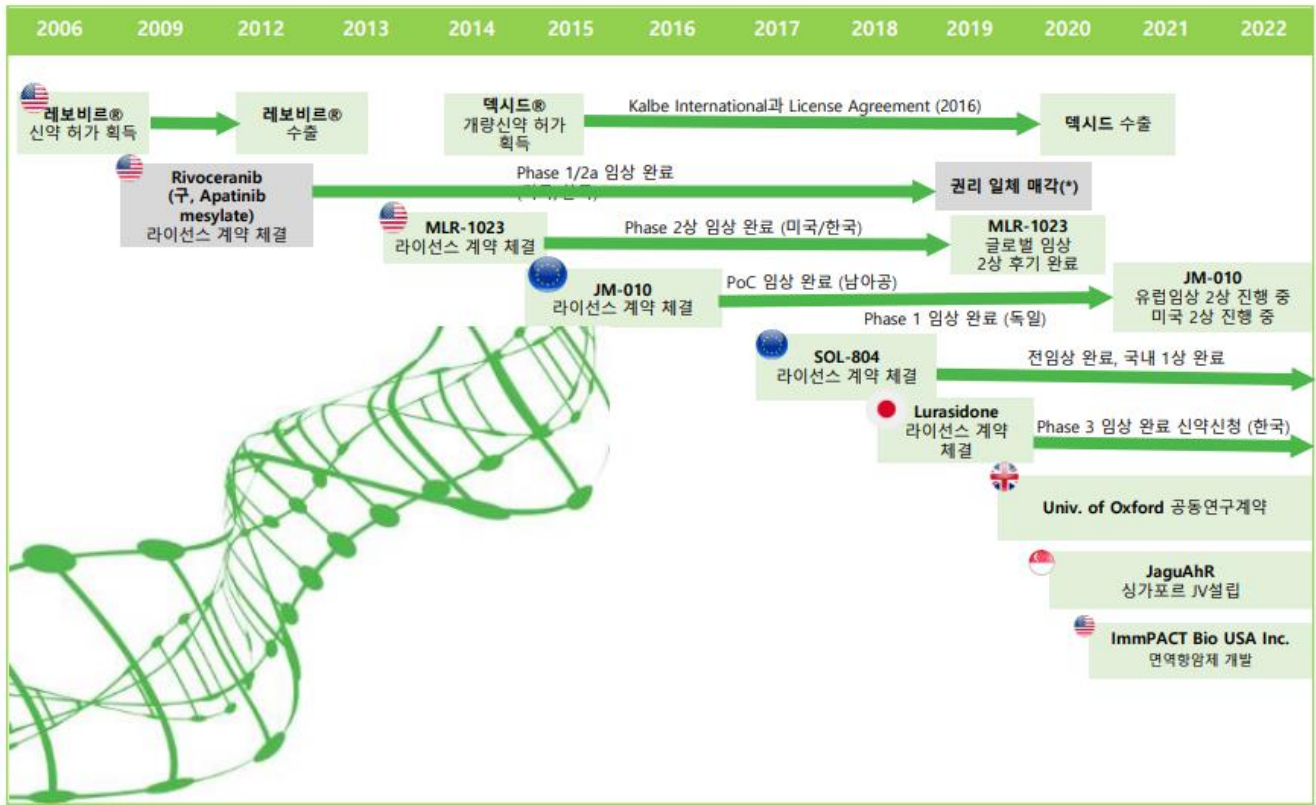 2006 2009 2012 2013 2014 2015 2016 2017 2018 2019 2020 2021 2022
레보비르®
신약 허가 획득
레보비르®
수출
덱시드®
개량신약 허가
획득
Kalbe International과 License Agreement (2016)
덱시드 수출
Rivoceranib
(구, Apatinib
mesylate)
라이선스 계약 체결
Phase 1/2a 임상 완료
권리 일체 매각(*)
MLR-1023
라이선스 계약 체결
Phase 2상 임상 완료 (미국/한국)
MLR-1023
글로벌 임상
2상 후기 완료
JM-010
라이선스 계약 체결
PoC 임상 완료 (남아공)
Phase 1 임상 완료 (독일)
JM-010
유럽임상 2상 진행 중
미국 2상 진행 중
SOL-804
라이선스 계약 체결
전임상 완료, 국내 1상 완료
Lurasidone
라이선스 계약
체결
Phase 3 임상 완료 신약신청 (한국)
Univ. of Oxford 공동연구계약
JaguAhR
싱가포르 JV설립
ImmPACT Bio USA Inc.
면역항암제 개발